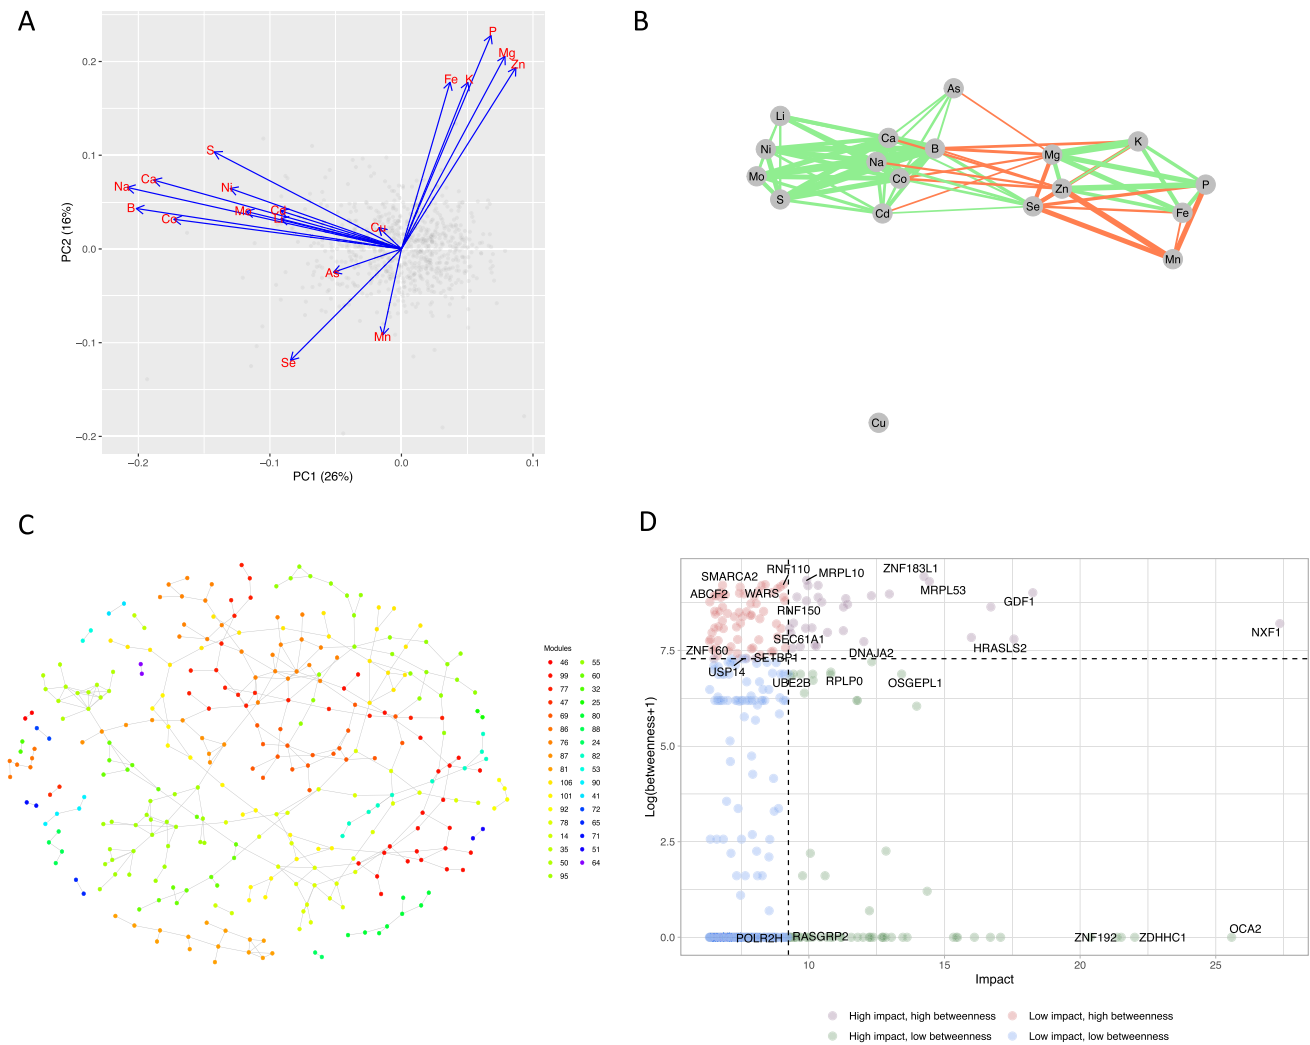 A
B
P
Mg
Zn
Fe
K
S
Ca
Na
Ni
B
Mo
Cd
Li
Co
Cu
As
Mn
Se
0.2
0.1
0.0
−0.1
−0.2
PC2 (16%)
−0.2
−0.1
0.0
0.1
PC1 (26%)
As
Li
Ca
K
Ni
B
Mg
Na
Mo
Co
Zn
P
S
Se
Cd
Fe
Mn
Cu
C
D
Modules
46 55
99 60
77 32
47 25
69 80
86 88
76 24
87 82
81 53
106 90
101 41
92 72
78 65
14 71
35 51
50 64
95
RNF110
ZNF183L1
SMARCA2
MRPL10
ABCF2
WARS
MRPL53
GDF1
RNF150
NXF1
SEC61A1
ZNF160
DNAJA2
HRASLS2
SETBP1
USP14
UBE2B
RPLP0
OSGEPL1
OCA2
POLR2H
RASGRP2
ZNF192
ZDHHC1
7.5
5.0
2.5
0.0
Log(betweenness+1)
10
15
20
25
Impact
High impact, high betweenness
Low impact, high betweenness
High impact, low betweenness
Low impact, low betweenness